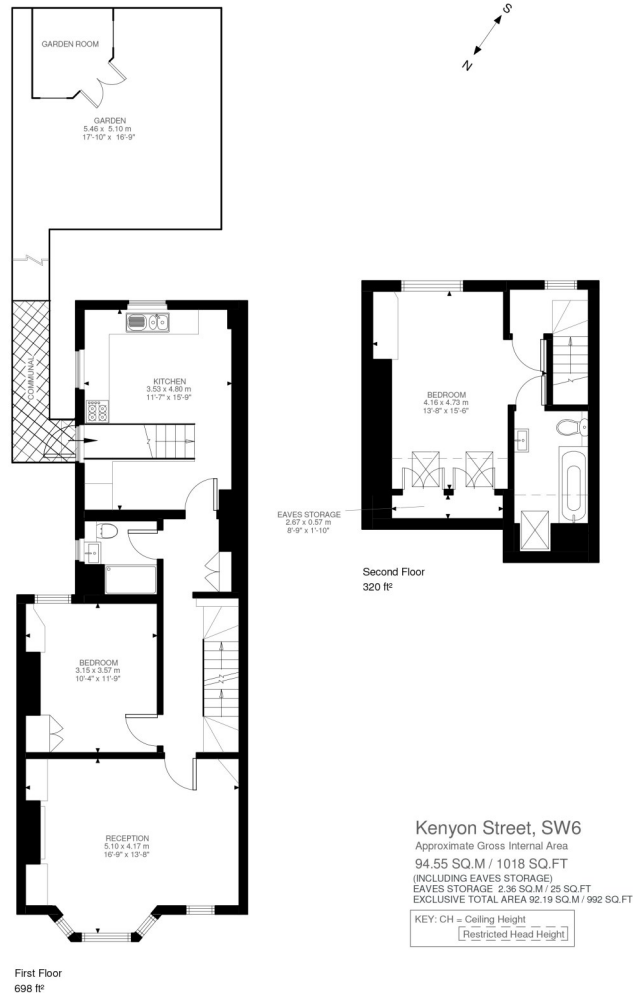 S
N
GARDEN ROOM
GARDEN
5.46 x 5.10 m
17'-10" x 16'-9"
COMMUNAL
KITCHEN
3.53 x 4.80 m
11'-7" x 15'-9"
BEDROOM
4.16 x 4.73 m
13'-8" x 15'-6"
EAVES STORAGE
2.67 x 0.57 m
8'-9" x 1'-10"
Second Floor
320 ft²
BEDROOM
3.15 x 3.57 m
10'-4" x 11'-9"
RECEPTION
5.10 x 4.17 m
16'-9" x 13'-8"
Kenyon Street, SW6
Approximate Gross Internal Area
94.55 SQ.M / 1018 SQ.FT
(INCLUDING EAVES STORAGE)
EAVES STORAGE 2.36 SQ.M / 25 SQ.FT
EXCLUSIVE TOTAL AREA 92.19 SQ.M / 992 SQ.FT
KEY: CH = Ceiling Height
Restricted Head Height
First Floor
698 ft²